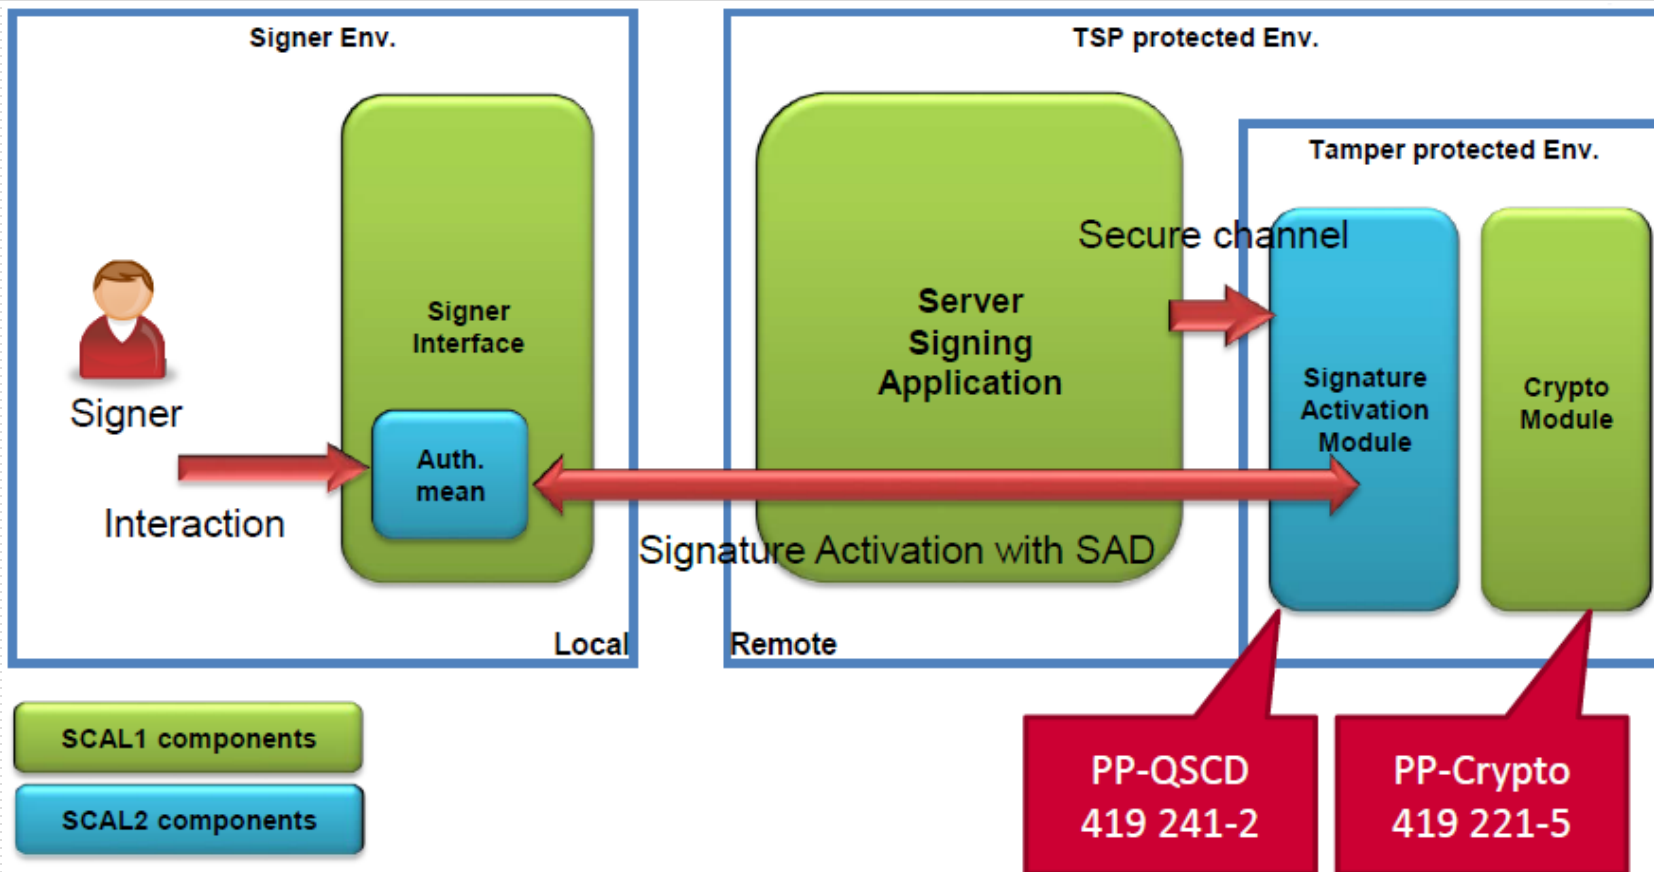 Signer Env.
TSP protected Env.
Tamper protected Env.
Signer
Interface
Server
Signing
Application
Secure channel
Signature
Activation
Module
Crypto
Module
Signer
Auth.
mean
Interaction
Signature Activation with SAD
Local
Remote
SCAL1 components
SCAL2 components
PP-QSCD
419 241-2
PP-Crypto
419 221-5